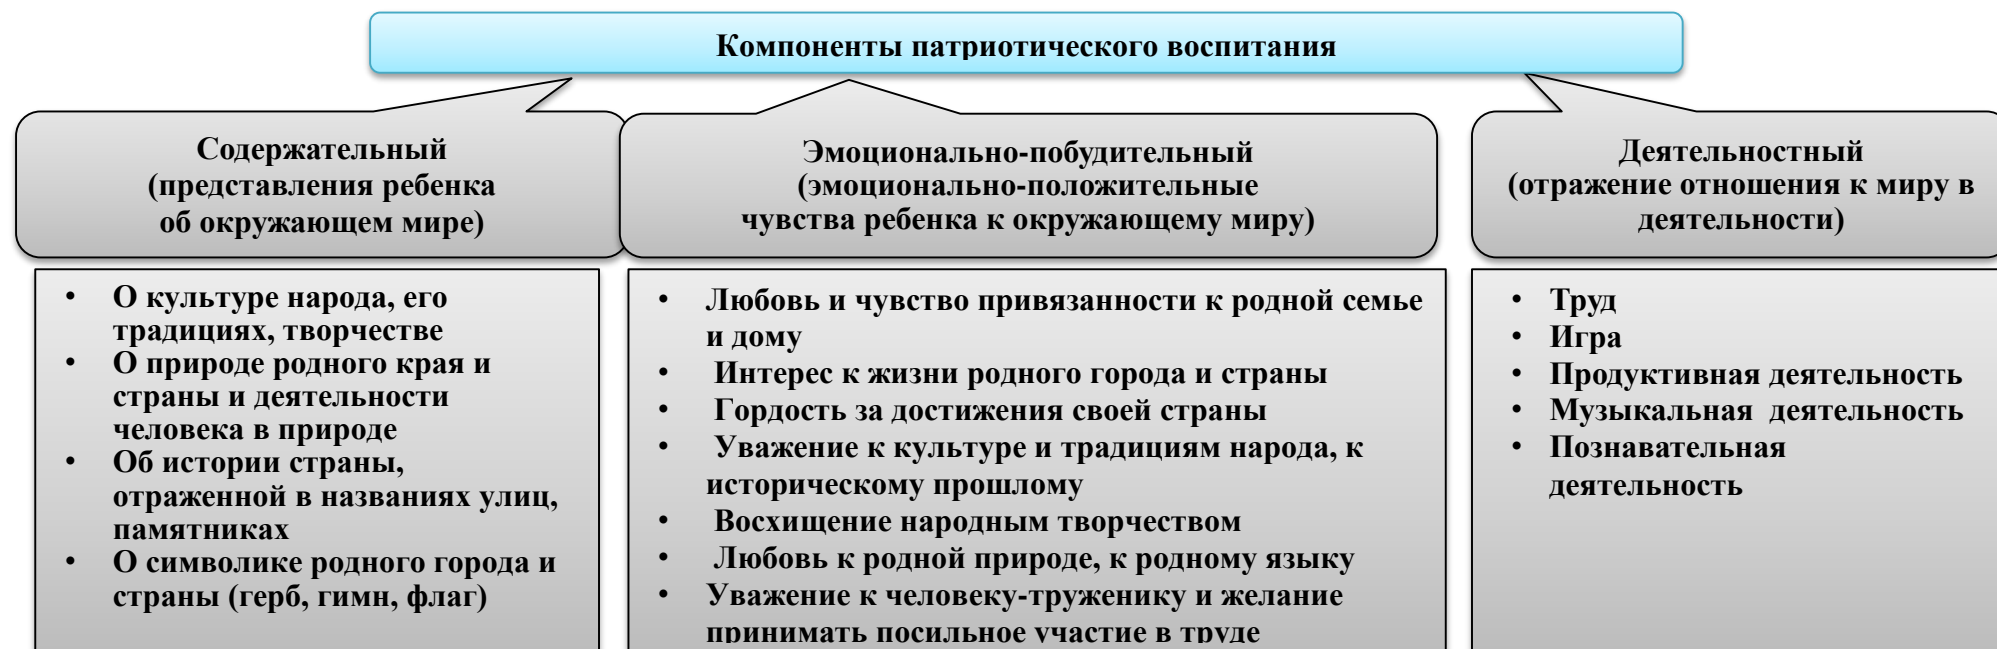 Компоненты патриотического воспитания
Содержательный
(представления ребенка
об окружающем мире)
Эмоционально-побудительный
(эмоционально-положительные
чувства ребенка к окружающему миру)
Деятельностный
(отражение отношения к миру в
деятельности)
• О культуре народа, его
традициях, творчестве
• О природе родного края и
страны и деятельности
человека в природе
• Об истории страны,
отраженной в названиях улиц,
памятниках
• О символике родного города и
страны (герб, гимн, флаг)
• Любовь и чувство привязанности к родной семье
и дому
• Интерес к жизни родного города и страны
• Гордость за достижения своей страны
• Уважение к культуре и традициям народа, к
историческому прошлому
• Восхищение народным творчеством
• Любовь к родной природе, к родному языку
• Уважение к человеку-труженику и желание
принимать посильное участие в труде
• Труд
• Игра
• Продуктивная деятельность
• Музыкальная деятельность
• Познавательная
деятельность